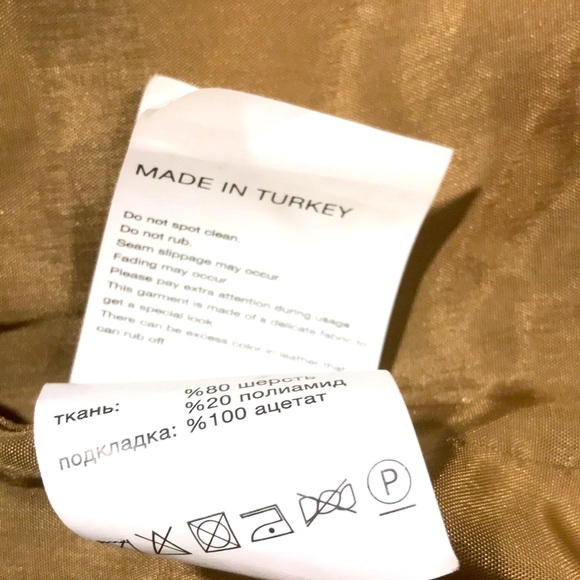 MADE IN TURKEY
Do not spot clean.
Do not rub.
Seam slippage may occur
Fading may occur
Please pay extra attention during usage
This garment is made of a delicate fabric to
get a special look
There can be excess color in leather that
can rub off
ткань: %80 шерсть
%20 полиамид
подкладка: %100 ацетат
P